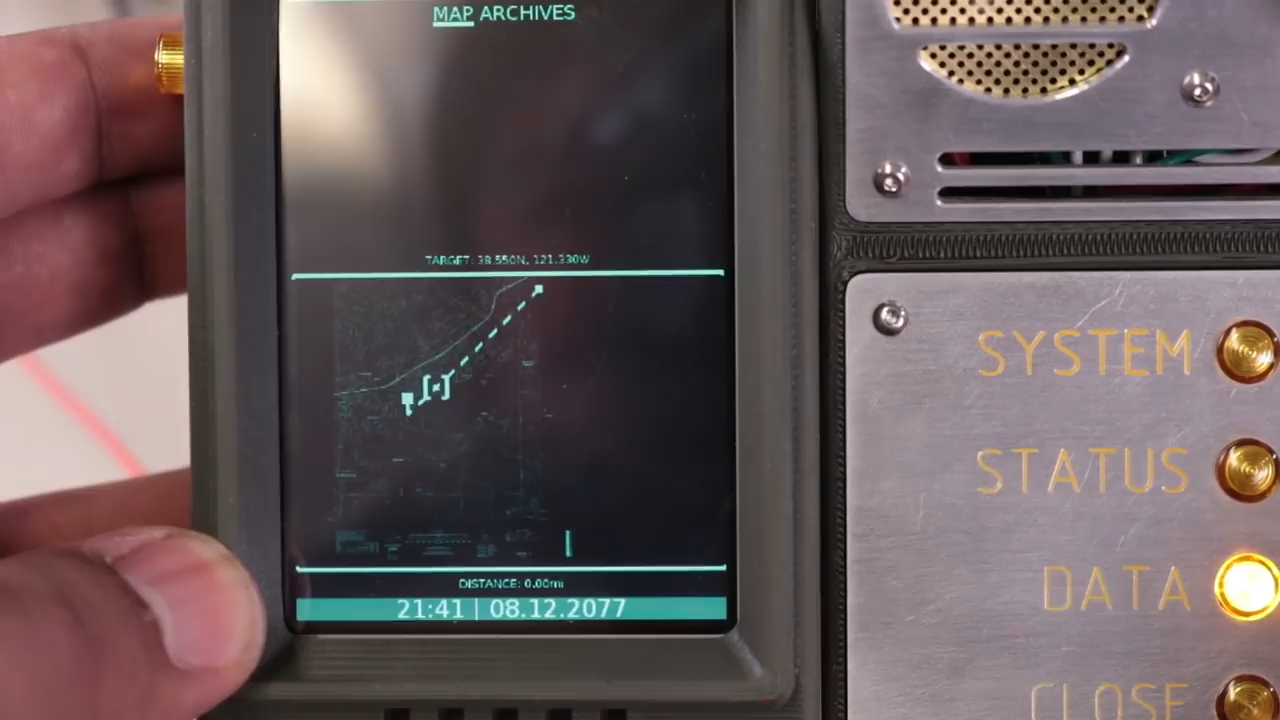 MAP ARCHIVES
TARGET: 38.550N, 121.330W
DISTANCE: 0.00mi
21:41 | 08.12.2077
SYSTEM
STATUS
DATA
CLOSE